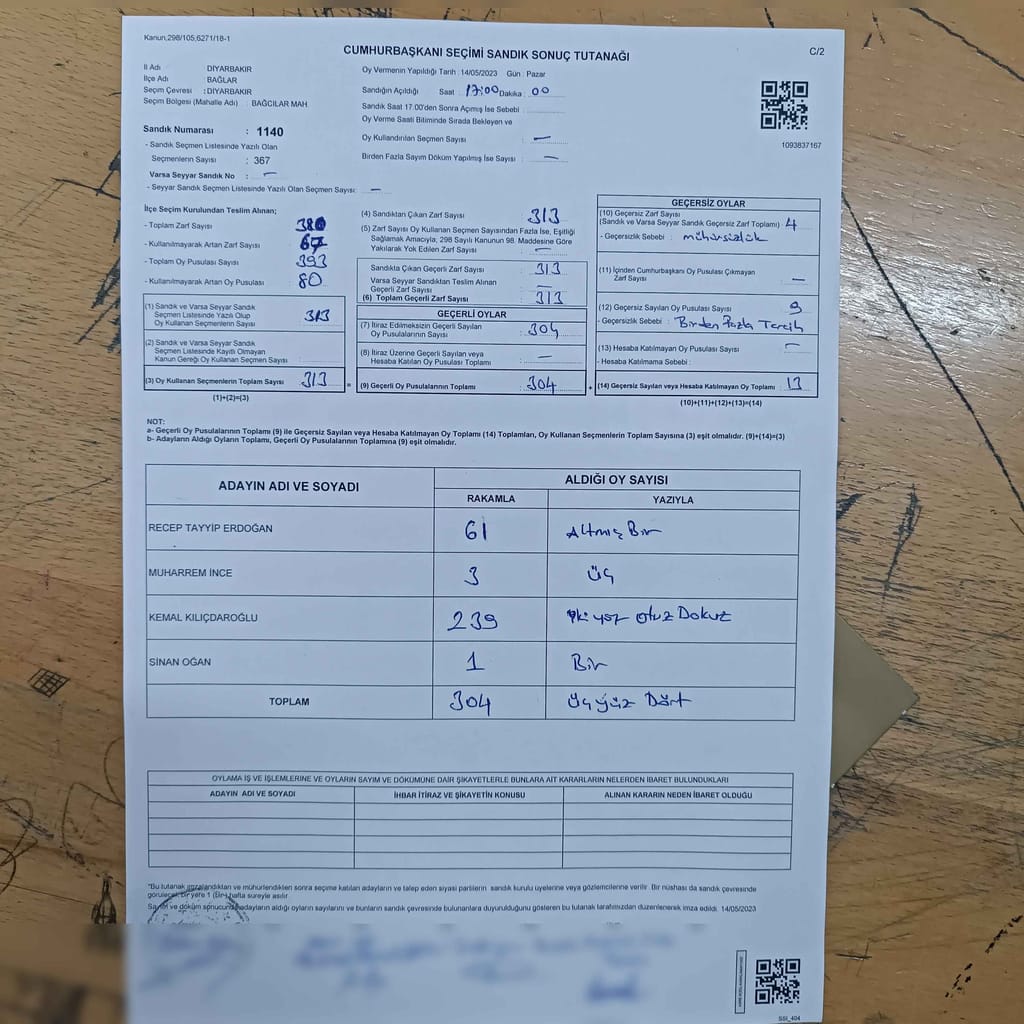 Kanun,298/105,6271/18-1
CUMHURBAŞKANI SEÇİMİ SANDIK SONUÇ TUTANAĞI
C/2
İl Adı DİYARBAKIR
İlçe Adı : BAĞLAR
Seçim Çevresi : DİYARBAKIR
Seçim Bölgesi (Mahalle Adı) : BAĞCILAR MAH
Sandık Numarası : 1140
- Sandık Seçmen Listesinde Yazılı Olan
Seçmenlerin Sayısı : 367
Varsa Seyyar Sandık No : -
- Seyyar Sandık Seçmen Listesinde Yazılı Olan Seçmen Sayısı: -
Oy Vermenin Yapıldığı Tarih : 14/05/2023 Gün : Pazar
Sandığın Açıldığı Saat : 17:00 Dakika : 00
Sandık Saat 17.00'den Sonra Açımış İse Sebebi :
Oy Verme Saati Bitiminde Sırada Bekleyen ve
Oy Kullandırılan Seçmen Sayısı : -
Birden Fazla Sayım Döküm Yapılmış İse Sayısı : -
1093837167
İlçe Seçim Kurulundan Teslim Alınan;
- Toplam Zarf Sayısı : 380
- Kullanılmayarak Artan Zarf Sayısı : 67
- Toplam Oy Pusulası Sayısı : 393
- Kullanılmayarak Artan Oy Pusulası : 80
(1) Sandık ve Varsa Seyyar Sandık
Seçmen Listesinde Yazılı Olup
Oy Kullanan Seçmenlerin Sayısı : 313
(2) Sandık ve Varsa Seyyar Sandık
Seçmen Listesinde Kayıtlı Olmayan
Kanun Gereği Oy Kullanan Seçmen Sayısı :
(3) Oy Kullanan Seçmenlerin Toplam Sayısı : 313
(1)+(2)=(3)
(4) Sandıktan Çıkan Zarf Sayısı : 313
(5) Zarf Sayısı Oy Kullanan Seçmen Sayısından Fazla İse, Eşitliği
Sağlamak Amacıyla, 298 Sayılı Kanunun 98. Maddesine Göre
Yakılarak Yok Edilen Zarf Sayısı : -
Sandıkta Çıkan Geçerli Zarf Sayısı : 313
Varsa Seyyar Sandıktan Teslim Alınan
Geçerli Zarf Sayısı : -
(6) Toplam Geçerli Zarf Sayısı : 313
GEÇERLİ OYLAR
(7) İtiraz Edilmeksizin Geçerli Sayılan
Oy Pusulalarının Sayısı : 304
(8) İtiraz Üzerine Geçerli Sayılan veya
Hesaba Katılan Oy Pusulası Toplamı : -
= (9) Geçerli Oy Pusulalarının Toplamı : 304 +
GEÇERSİZ OYLAR
(10) Geçersiz Zarf Sayısı
(Sandık ve Varsa Seyyar Sandık Geçersiz Zarf Toplamı) : 4
- Geçersizlik Sebebi : mühürsizlük
(11) İçinden Cumhurbaşkanı Oy Pusulası Çıkmayan
Zarf Sayısı : -
(12) Geçersiz Sayılan Oy Pusulası Sayısı : 9
- Geçersizlik Sebebi : Birden Fazla Tercih
(13) Hesaba Katılmayan Oy Pusulası Sayısı : -
- Hesaba Katılmama Sebebi :
(14) Geçersiz Sayılan veya Hesaba Katılmayan Oy Toplamı : 13
(10)+(11)+(12)+(13)=(14)
NOT:
a- Geçerli Oy Pusulalarının Toplamı (9) ile Geçersiz Sayılan veya Hesaba Katılmayan Oy Toplamı (14) Toplamları, Oy Kullanan Seçmenlerin Toplam Sayısına (3) eşit olmalıdır. (9)+(14)=(3)
b- Adayların Aldığı Oyların Toplamı, Geçerli Oy Pusulalarının Toplamına (9) eşit olmalıdır.
ADAYIN ADI VE SOYADI
ALDIĞI OY SAYISI
RAKAMLA YAZIYLA
RECEP TAYYİP ERDOĞAN 61 Altmış Bir
MUHARREM İNCE 3 üç
KEMAL KILIÇDAROĞLU 239 İki yüz otuz Dokuz
SİNAN OĞAN 1 Bir
TOPLAM 304 üçyüz Dört
OYLAMA İŞ VE İŞLEMLERİNE VE OYLARIN SAYIM VE DÖKÜMÜNE DAİR ŞİKAYETLERLE BUNLARA AİT KARARLARIN NELERDEN İBARET BULUNDUKLARI
ADAYIN ADI VE SOYADI İHBAR İTİRAZ VE ŞİKAYETİN KONUSU ALINAN KARARIN NEDEN İBARET OLDUĞU
*Bu tutanak imzalandıktan ve mühürlendikten sonra seçime katılan adayların ve talep eden siyasi partilerin sandık kurulu üyelerine veya gözlemcilerine verilir. Bir nüshası da sandık çevresinde
görülecek bir yere 1 (Bir) hafta süreyle asılır
Sayım ve döküm sonucunda adayların aldığı oyların sayılarını ve bunların sandık çevresinde bulunanlara duyurulduğunu gösteren bu tutanak tarafımızdan düzenlenerek imza edildi. 14/05/2023
SSİ_404